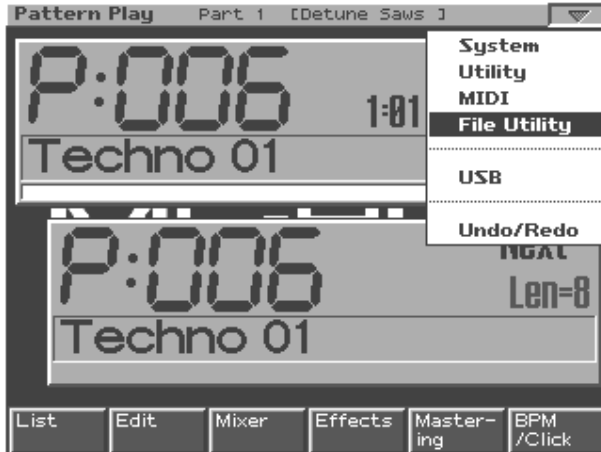 Pattern Play Part 1 [Detune Saws ]
System
Utility
MIDI
File Utility
USB
Undo/Redo
P:006
1:01
Techno 01
P:006
Next
Len=8
Techno 01
List Edit Mixer Effects Master-ing BPM/Click